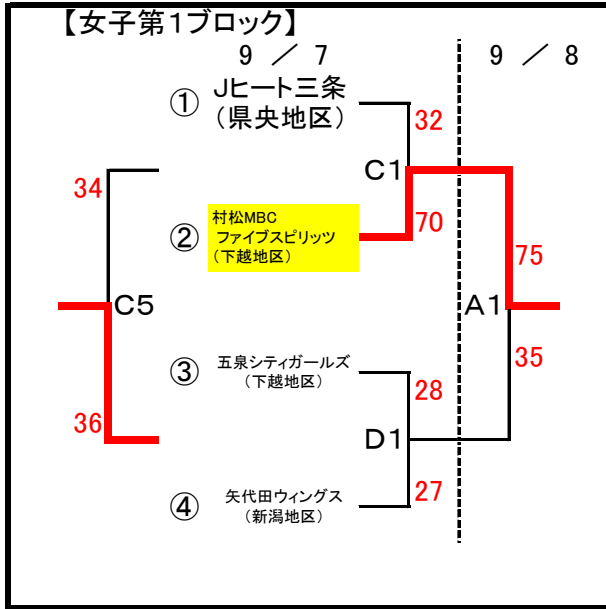 【女子第1ブロック】
9 ／ 7
9 ／ 8
① Jヒート三条
（県央地区）
32
C1
34
② 村松MBC
ファイブスピリッツ
（下越地区）
70
75
C5
A1
③ 五泉シティガールズ
（下越地区）
35
28
36
D1
④ 矢代田ウィングス
（新潟地区）
27